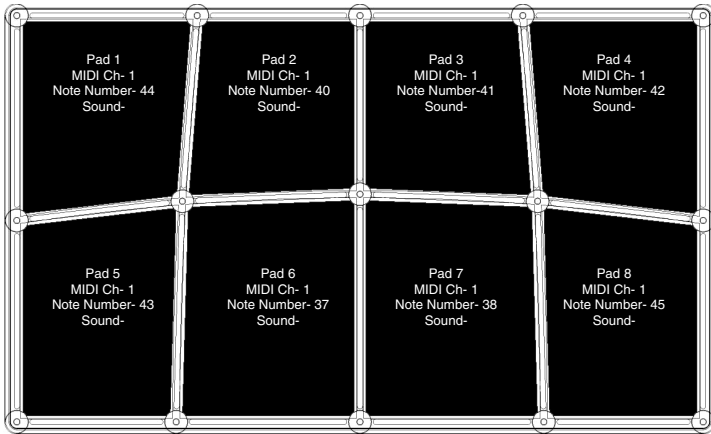 Pad 1
MIDI Ch- 1
Note Number- 44
Sound-
Pad 2
MIDI Ch- 1
Note Number- 40
Sound-
Pad 3
MIDI Ch- 1
Note Number-41
Sound-
Pad 4
MIDI Ch- 1
Note Number- 42
Sound-
Pad 5
MIDI Ch- 1
Note Number- 43
Sound-
Pad 6
MIDI Ch- 1
Note Number- 37
Sound-
Pad 7
MIDI Ch- 1
Note Number- 38
Sound-
Pad 8
MIDI Ch- 1
Note Number- 45
Sound-